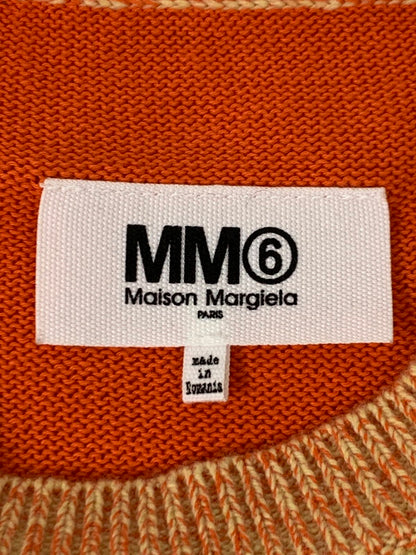 MM⑥
Maison Margiela
PARIS
made
in
Romania